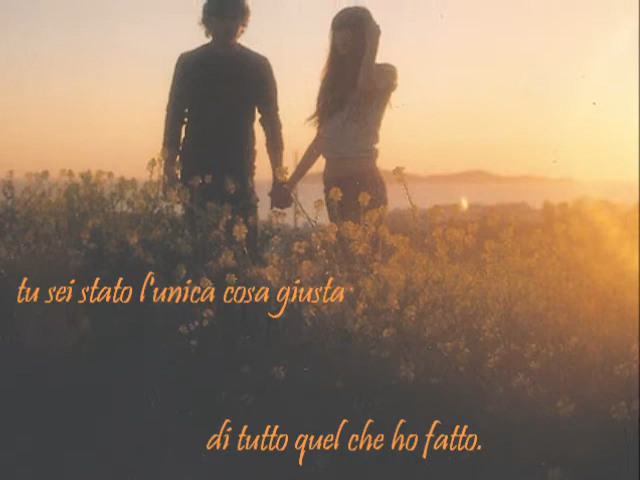 tu sei stato l'unica cosa giusta
di tutto quel che ho fatto.